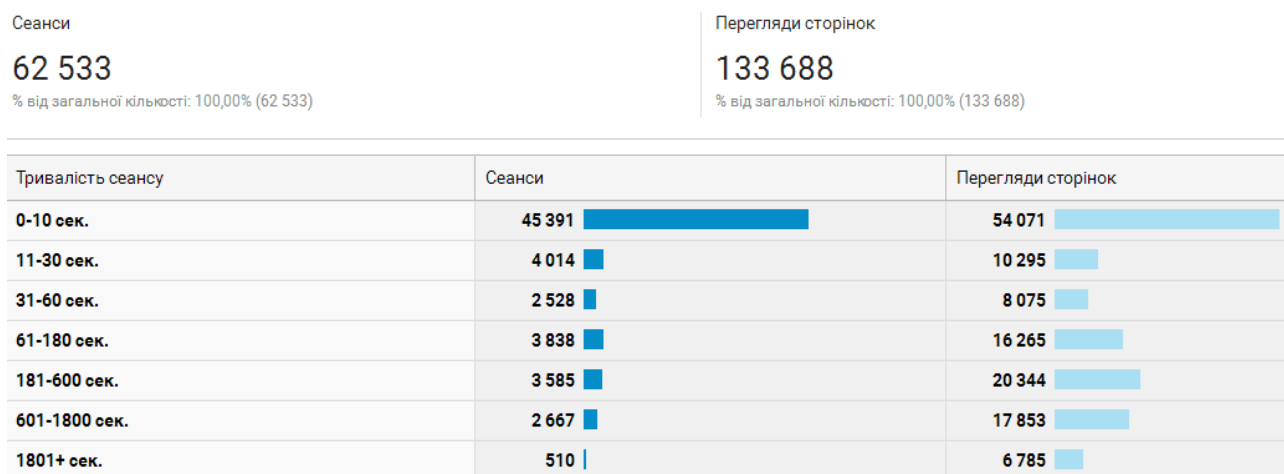 Сеанси
Перегляди сторінок
62 533
133 688
% від загальної кількості: 100,00% (62 533)
% від загальної кількості: 100,00% (133 688)
Тривалість сеансу Сеанси Перегляди сторінок
0-10 сек. 45 391 54 071
11-30 сек. 4 014 10 295
31-60 сек. 2 528 8 075
61-180 сек. 3 838 16 265
181-600 сек. 3 585 20 344
601-1800 сек. 2 667 17 853
1801+ сек. 510 6 785